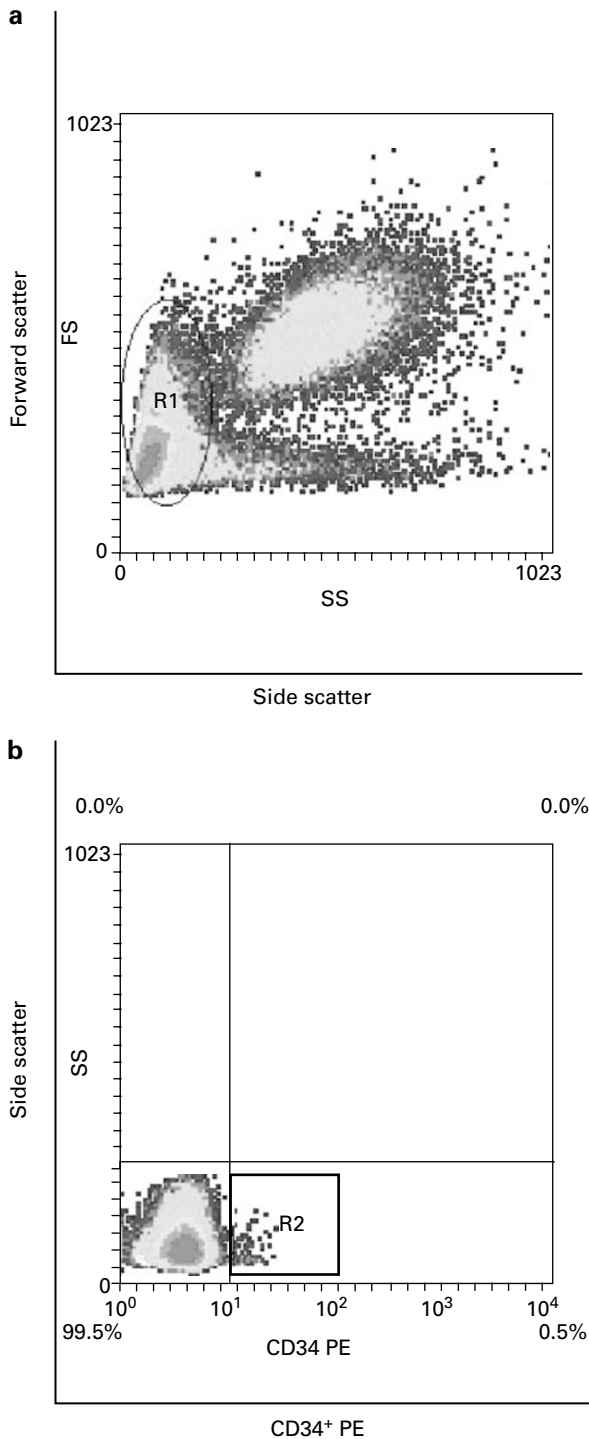 a
1023
Forward scatter
FS
R1
0
0
1023
SS
Side scatter
b
0.0%
0.0%
1023
Side scatter
SS
R2
0
10⁰
10¹
10²
10³
10⁴
99.5%
CD34 PE
0.5%
CD34⁺ PE